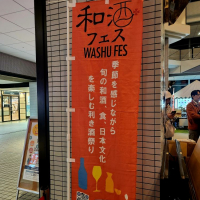 和酒
フェス
WASHU FES
季節を感じながら
旬の和酒、食、日本文化
を楽しむ利き酒祭り